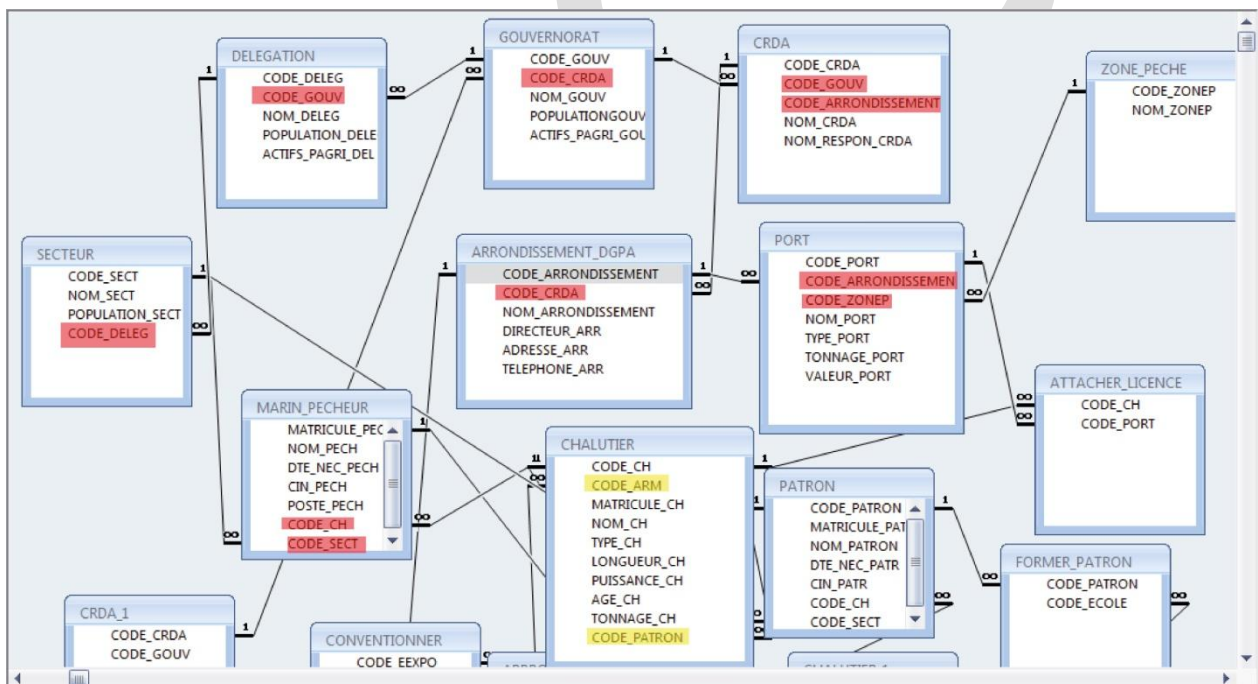 DELEGATION
CODE_DELEG
CODE_GOUV
NOM_DELEG
POPULATION_DELE
ACTIFS_PAGRI_DEL
GOUVERNORAT
CODE_GOUV
CODE_CRDA
NOM_GOUV
POPULATIONGOUV
ACTIFS_PAGRI_GOU
CRDA
CODE_CRDA
CODE_GOUV
CODE_ARRONDISSEMENT
NOM_CRDA
NOM_RESPON_CRDA
ZONE_PECHE
CODE_ZONEP
NOM_ZONEP
SECTEUR
CODE_SECT
NOM_SECT
POPULATION_SECT
CODE_DELEG
ARRONDISSEMENT_DGPA
CODE_ARRONDISSEMENT
CODE_CRDA
NOM_ARRONDISSEMENT
DIRECTEUR_ARR
ADRESSE_ARR
TELEPHONE_ARR
PORT
CODE_PORT
CODE_ARRONDISSEMEN
CODE_ZONEP
NOM_PORT
TYPE_PORT
TONNAGE_PORT
VALEUR_PORT
ATTACHER_LICENCE
CODE_CH
CODE_PORT
MARIN_PECHEUR
MATRICULE_PEC
NOM_PECH
DTE_NEC_PECH
CIN_PECH
POSTE_PECH
CODE_CH
CODE_SECT
CHALUTIER
CODE_CH
CODE_ARM
MATRICULE_CH
NOM_CH
TYPE_CH
LONGUEUR_CH
PUISSANCE_CH
AGE_CH
TONNAGE_CH
CODE_PATRON
PATRON
CODE_PATRON
MATRICULE_PAT
NOM_PATRON
DTE_NEC_PATR
CIN_PATR
CODE_CH
CODE_SECT
FORMER_PATRON
CODE_PATRON
CODE_ECOLE
CRDA_1
CODE_CRDA
CODE_GOUV
CONVENTIONNER
CODE_EEXPO